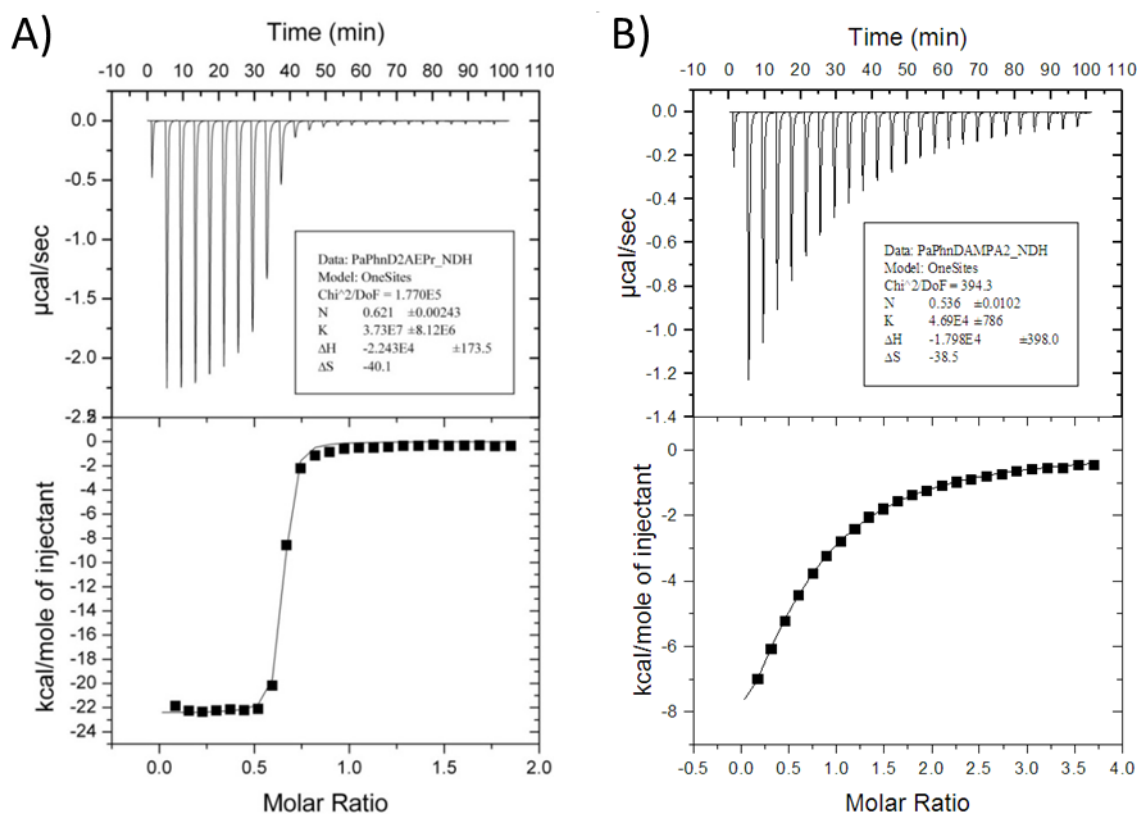 A)
Time (min)
-10 0 10 20 30 40 50 60 70 80 90 100 110
0.0
-0.5
-1.0
-1.5
-2.0
-2.5
µcal/sec
Data: PaPhnD2AEPr_NDH
Model: OneSites
Chi^2/DoF = 1.770E5
N 0.621 ±0.00243
K 3.73E7 ±8.12E6
ΔH -2.243E4 ±173.5
ΔS -40.1
0
-2
-4
-6
-8
-10
-12
-14
-16
-18
-20
-22
-24
kcal/mole of injectant
0.0 0.5 1.0 1.5 2.0
Molar Ratio
B)
Time (min)
-10 0 10 20 30 40 50 60 70 80 90 100 110
0.0
-0.2
-0.4
-0.6
-0.8
-1.0
-1.2
-1.4
µcal/sec
Data: PaPhnDAMPA2_NDH
Model: OneSites
Chi^2/DoF = 394.3
N 0.536 ±0.0102
K 4.69E4 ±786
ΔH -1.798E4 ±398.0
ΔS -38.5
0
-2
-4
-6
-8
kcal/mole of injectant
-0.5 0.0 0.5 1.0 1.5 2.0 2.5 3.0 3.5 4.0
Molar Ratio